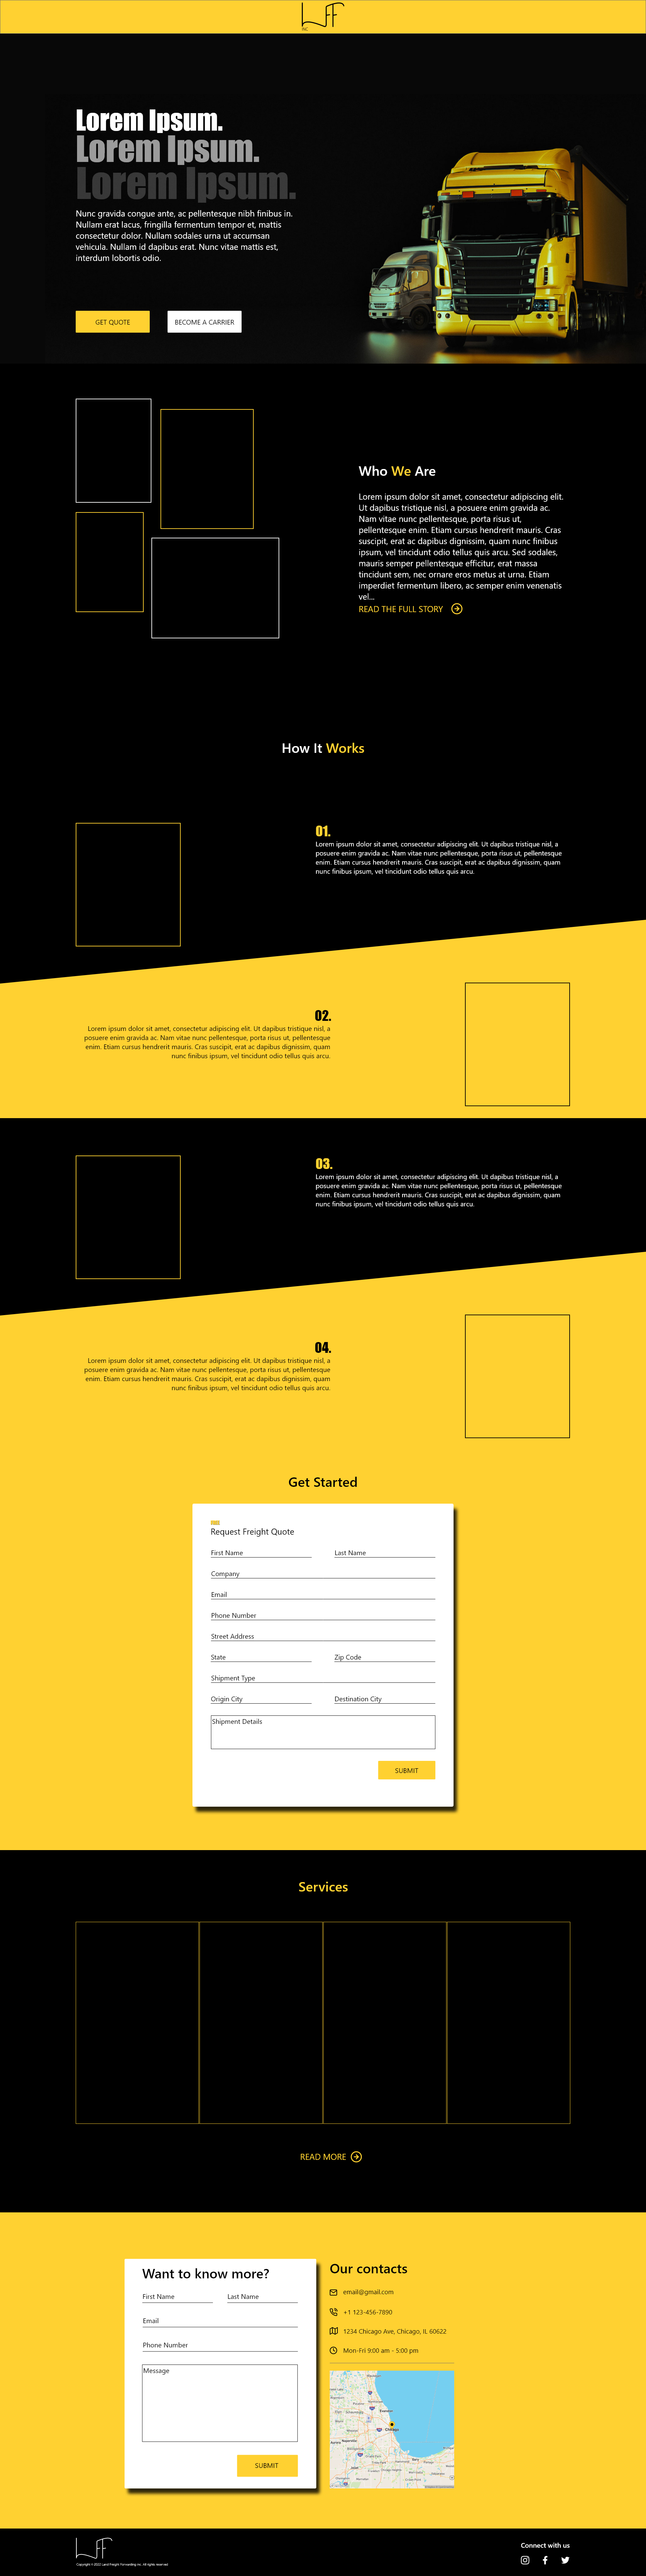 LFF
INC
Lorem Ipsum.
Lorem Ipsum.
Lorem Ipsum.
Nunc gravida congue ante, ac pellentesque nibh finibus in.
Nullam erat lacus, fringilla fermentum tempor et, mattis
consectetur dolor. Nullam sodales urna ut accumsan
vehicula. Nullam id dapibus erat. Nunc vitae mattis est,
interdum lobortis odio.
GET QUOTE
BECOME A CARRIER
Who We Are
Lorem ipsum dolor sit amet, consectetur adipiscing elit.
Ut dapibus tristique nisl, a posuere enim gravida ac.
Nam vitae nunc pellentesque, porta risus ut,
pellentesque enim. Etiam cursus hendrerit mauris. Cras
suscipit, erat ac dapibus dignissim, quam nunc finibus
ipsum, vel tincidunt odio tellus quis arcu. Sed sodales,
mauris semper pellentesque efficitur, erat massa
tincidunt sem, nec ornare eros metus at urna. Etiam
imperdiet fermentum libero, ac semper enim venenatis
vel...
READ THE FULL STORY
How It Works
01.
Lorem ipsum dolor sit amet, consectetur adipiscing elit. Ut dapibus tristique nisl, a
posuere enim gravida ac. Nam vitae nunc pellentesque, porta risus ut, pellentesque
enim. Etiam cursus hendrerit mauris. Cras suscipit, erat ac dapibus dignissim, quam
nunc finibus ipsum, vel tincidunt odio tellus quis arcu.
02.
Lorem ipsum dolor sit amet, consectetur adipiscing elit. Ut dapibus tristique nisl, a
posuere enim gravida ac. Nam vitae nunc pellentesque, porta risus ut, pellentesque
enim. Etiam cursus hendrerit mauris. Cras suscipit, erat ac dapibus dignissim, quam
nunc finibus ipsum, vel tincidunt odio tellus quis arcu.
03.
Lorem ipsum dolor sit amet, consectetur adipiscing elit. Ut dapibus tristique nisl, a
posuere enim gravida ac. Nam vitae nunc pellentesque, porta risus ut, pellentesque
enim. Etiam cursus hendrerit mauris. Cras suscipit, erat ac dapibus dignissim, quam
nunc finibus ipsum, vel tincidunt odio tellus quis arcu.
04.
Lorem ipsum dolor sit amet, consectetur adipiscing elit. Ut dapibus tristique nisl, a
posuere enim gravida ac. Nam vitae nunc pellentesque, porta risus ut, pellentesque
enim. Etiam cursus hendrerit mauris. Cras suscipit, erat ac dapibus dignissim, quam
nunc finibus ipsum, vel tincidunt odio tellus quis arcu.
Get Started
Request Freight Quote
First Name
Last Name
Company
Email
Phone Number
Street Address
State
Zip Code
Shipment Type
Origin City
Destination City
Shipment Details
SUBMIT
Services
READ MORE
Want to know more?
First Name
Last Name
Email
Phone Number
Message
SUBMIT
Our contacts
email@gmail.com
+1 123-456-7890
1234 Chicago Ave, Chicago, IL 60622
Mon-Fri 9:00 am - 5:00 pm
Chicago
LFF
Copyright © 2022 Land Freight Forwarding Inc. All rights reserved
Connect with us